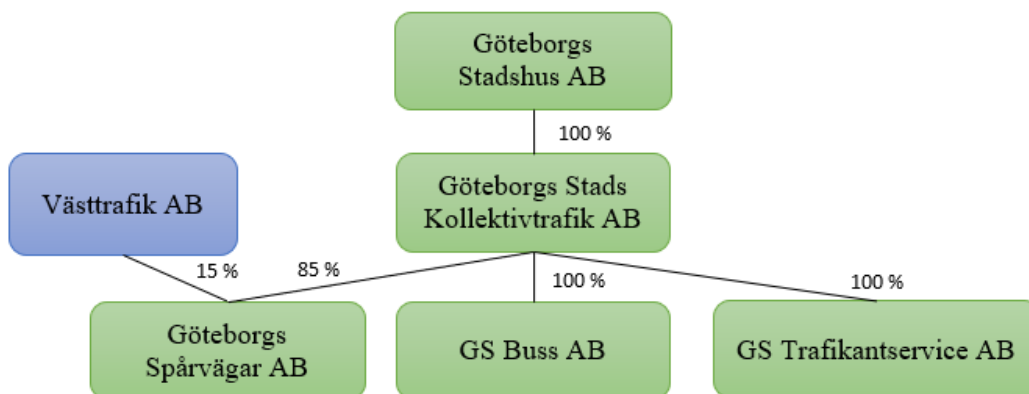 Göteborgs
Stadshus AB
100 %
Västtrafik AB
Göteborgs Stads
Kollektivtrafik AB
15 %
85 %
100 %
100 %
Göteborgs
Spårvägar AB
GS Buss AB
GS Trafikantservice AB